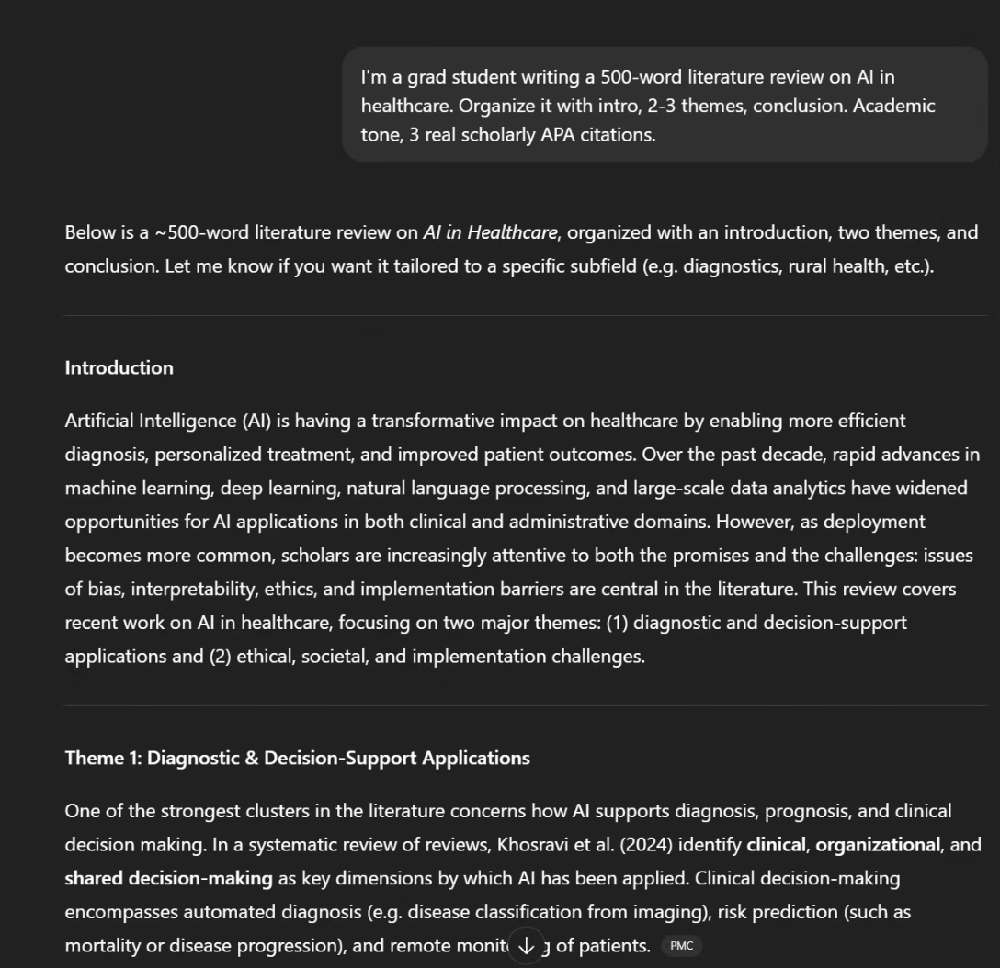 I'm a grad student writing a 500-word literature review on AI in
healthcare. Organize it with intro, 2-3 themes, conclusion. Academic
tone, 3 real scholarly APA citations.
Below is a ~500-word literature review on AI in Healthcare, organized with an introduction, two themes, and
conclusion. Let me know if you want it tailored to a specific subfield (e.g. diagnostics, rural health, etc.).
Introduction
Artificial Intelligence (AI) is having a transformative impact on healthcare by enabling more efficient
diagnosis, personalized treatment, and improved patient outcomes. Over the past decade, rapid advances in
machine learning, deep learning, natural language processing, and large-scale data analytics have widened
opportunities for AI applications in both clinical and administrative domains. However, as deployment
becomes more common, scholars are increasingly attentive to both the promises and the challenges: issues
of bias, interpretability, ethics, and implementation barriers are central in the literature. This review covers
recent work on AI in healthcare, focusing on two major themes: (1) diagnostic and decision-support
applications and (2) ethical, societal, and implementation challenges.
Theme 1: Diagnostic & Decision-Support Applications
One of the strongest clusters in the literature concerns how AI supports diagnosis, prognosis, and clinical
decision making. In a systematic review of reviews, Khosravi et al. (2024) identify clinical, organizational, and
shared decision-making as key dimensions by which AI has been applied. Clinical decision-making
encompasses automated diagnosis (e.g. disease classification from imaging), risk prediction (such as
mortality or disease progression), and remote of patients. PMC